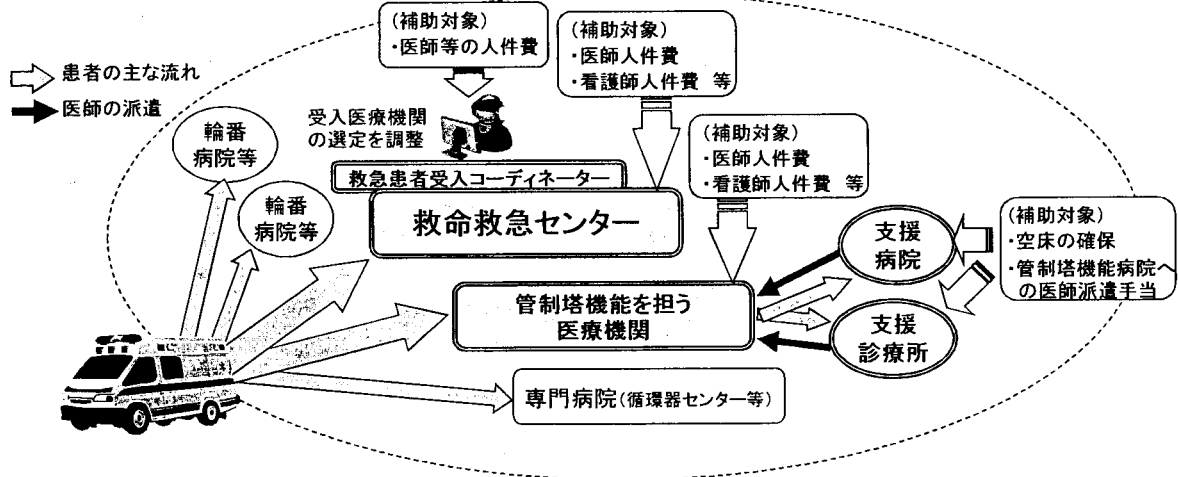 (補助対象)
・医師等の人件費
(補助対象)
・医師人件費
・看護師人件費 等
患者の主な流れ
医師の派遣
受入医療機関
の選定を調整
輪番
病院等
(補助対象)
・医師人件費
・看護師人件費 等
救急患者受入コーディネーター
輪番
病院等
救命救急センター
支援
病院
(補助対象)
・空床の確保
・管制塔機能病院へ
の医師派遣手当
管制塔機能を担う
医療機関
支援
診療所
専門病院(循環器センター等)